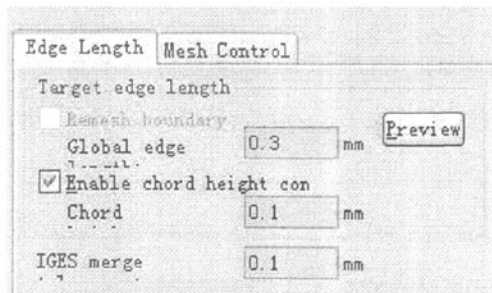 Edge Length Mesh Control
Target edge length
Remesh boundary
Preview
Global edge 0.3 mm
Enable chord height con
Chord 0.1 mm
IGES merge 0.1 mm